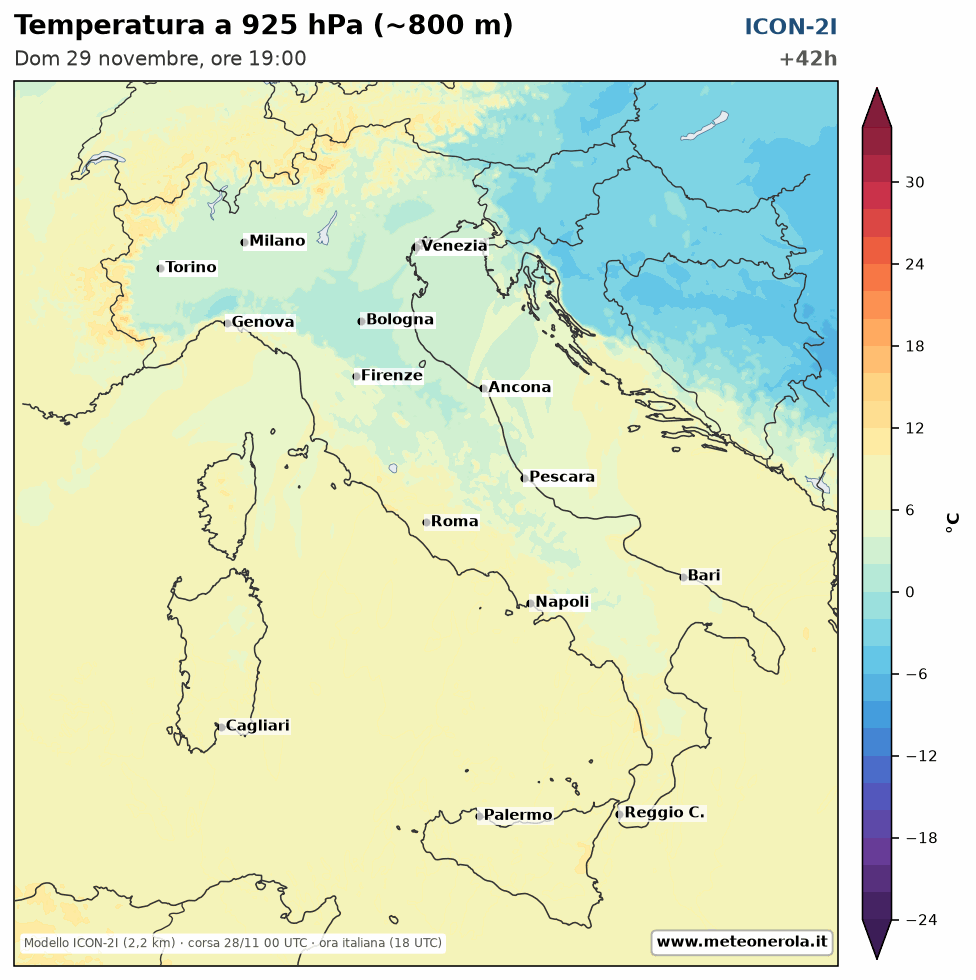 Temperatura a 925 hPa (~800 m)
ICON-2I
Dom 29 novembre, ore 19:00
+42h
Milano
Venezia
Torino
Genova
Bologna
Firenze
Ancona
Pescara
Roma
Bari
Napoli
Cagliari
Palermo
Reggio C.
30
24
18
12
6
0
−6
−12
−18
−24
°C
Modello ICON-2I (2,2 km) · corsa 28/11 00 UTC · ora italiana (18 UTC)
www.meteonerola.it